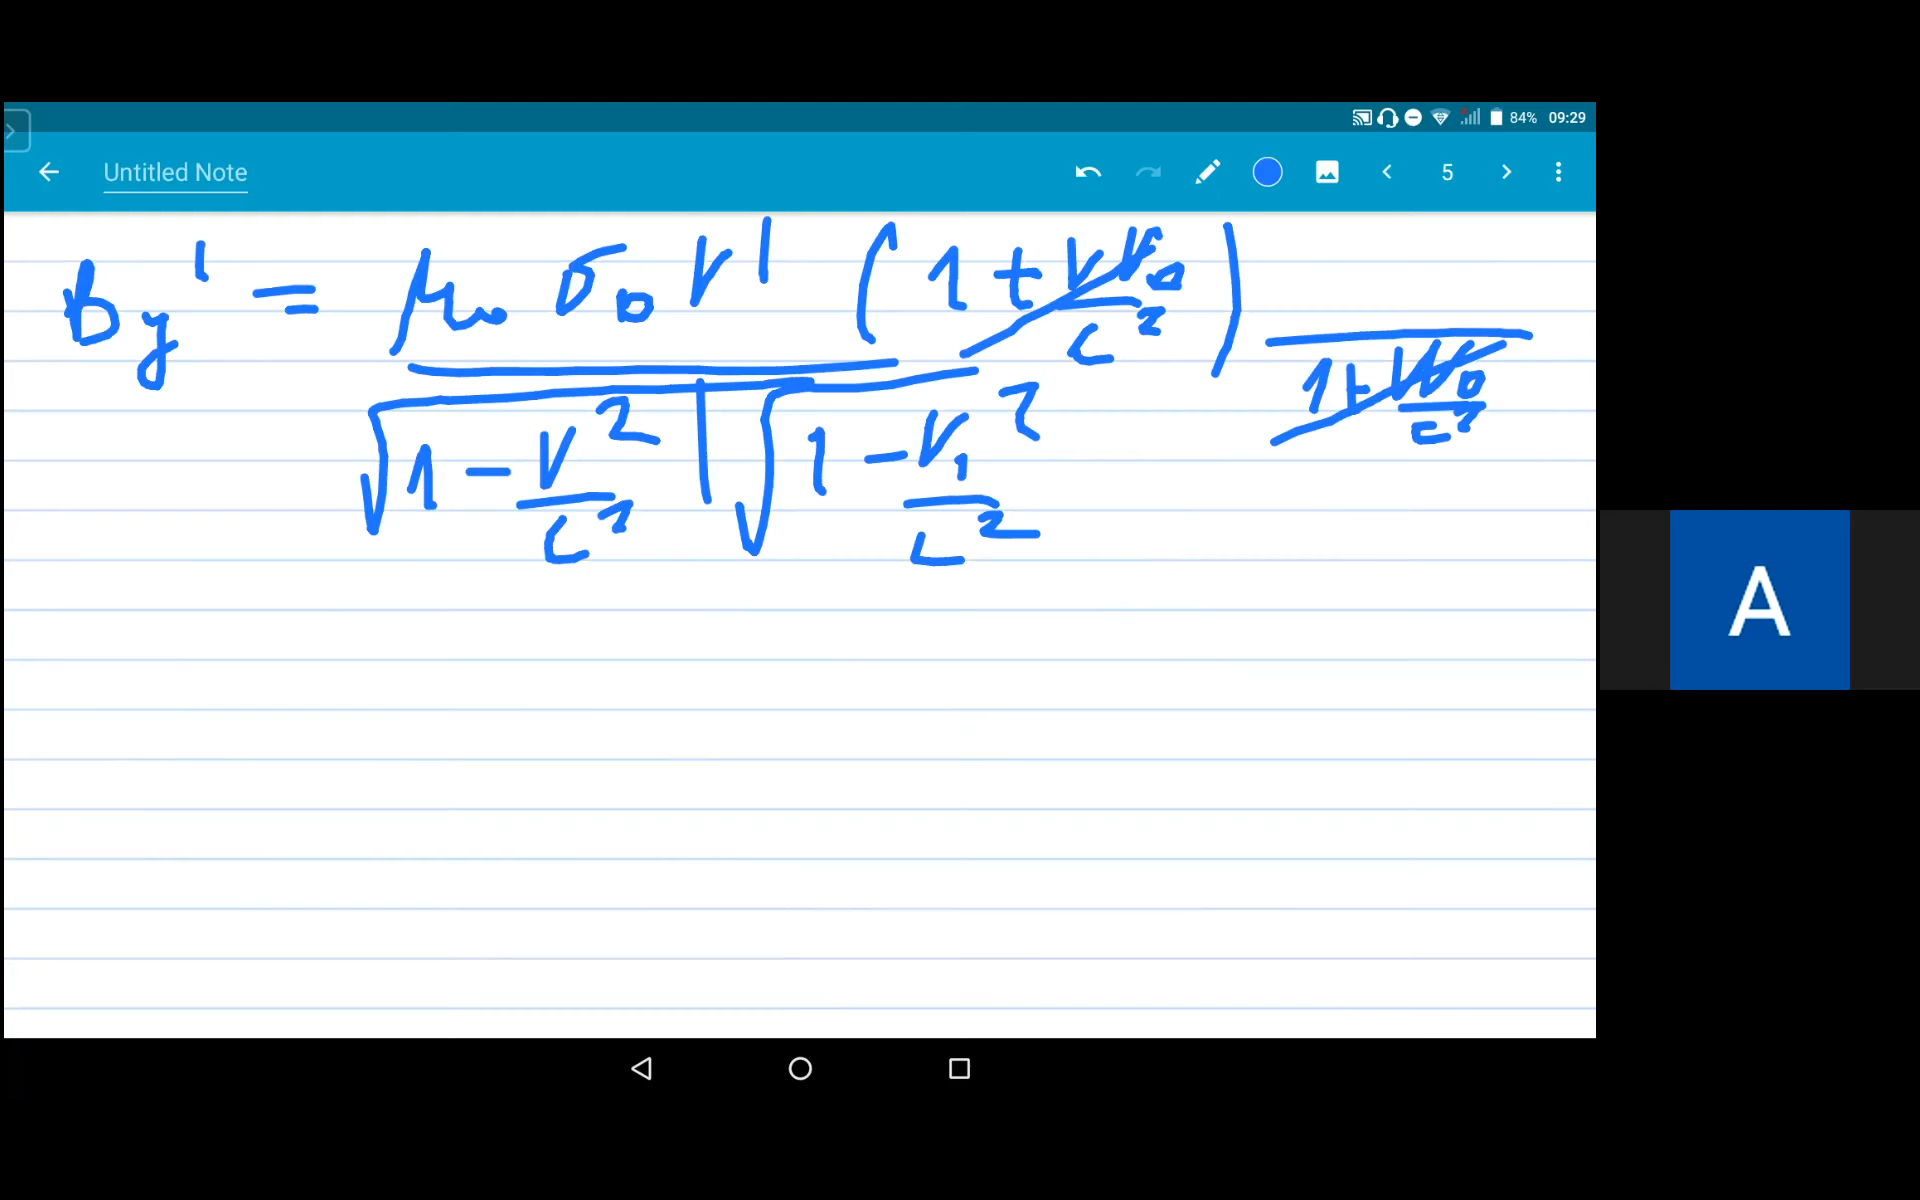 84% 09:29
Untitled Note 5
By' = μ₀ σ₀ V' (1 + VV₀/c²) / 1 + VV₀/c²
√1 - V²/c² √1 - V₁²/c²
A